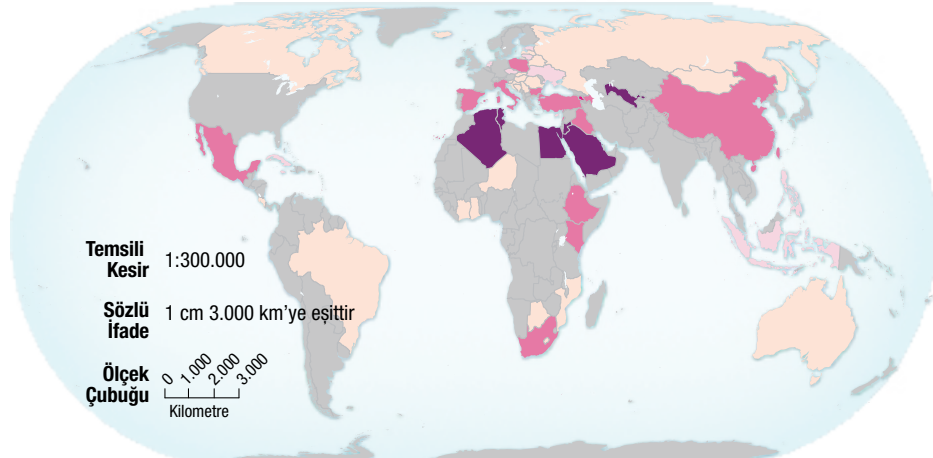 Temsili
Kesir
1:300.000
Sözlü
İfade
1 cm 3.000 km’ye eşittir
Ölçek
Çubuğu
0 1.000 2.000 3.000
Kilometre